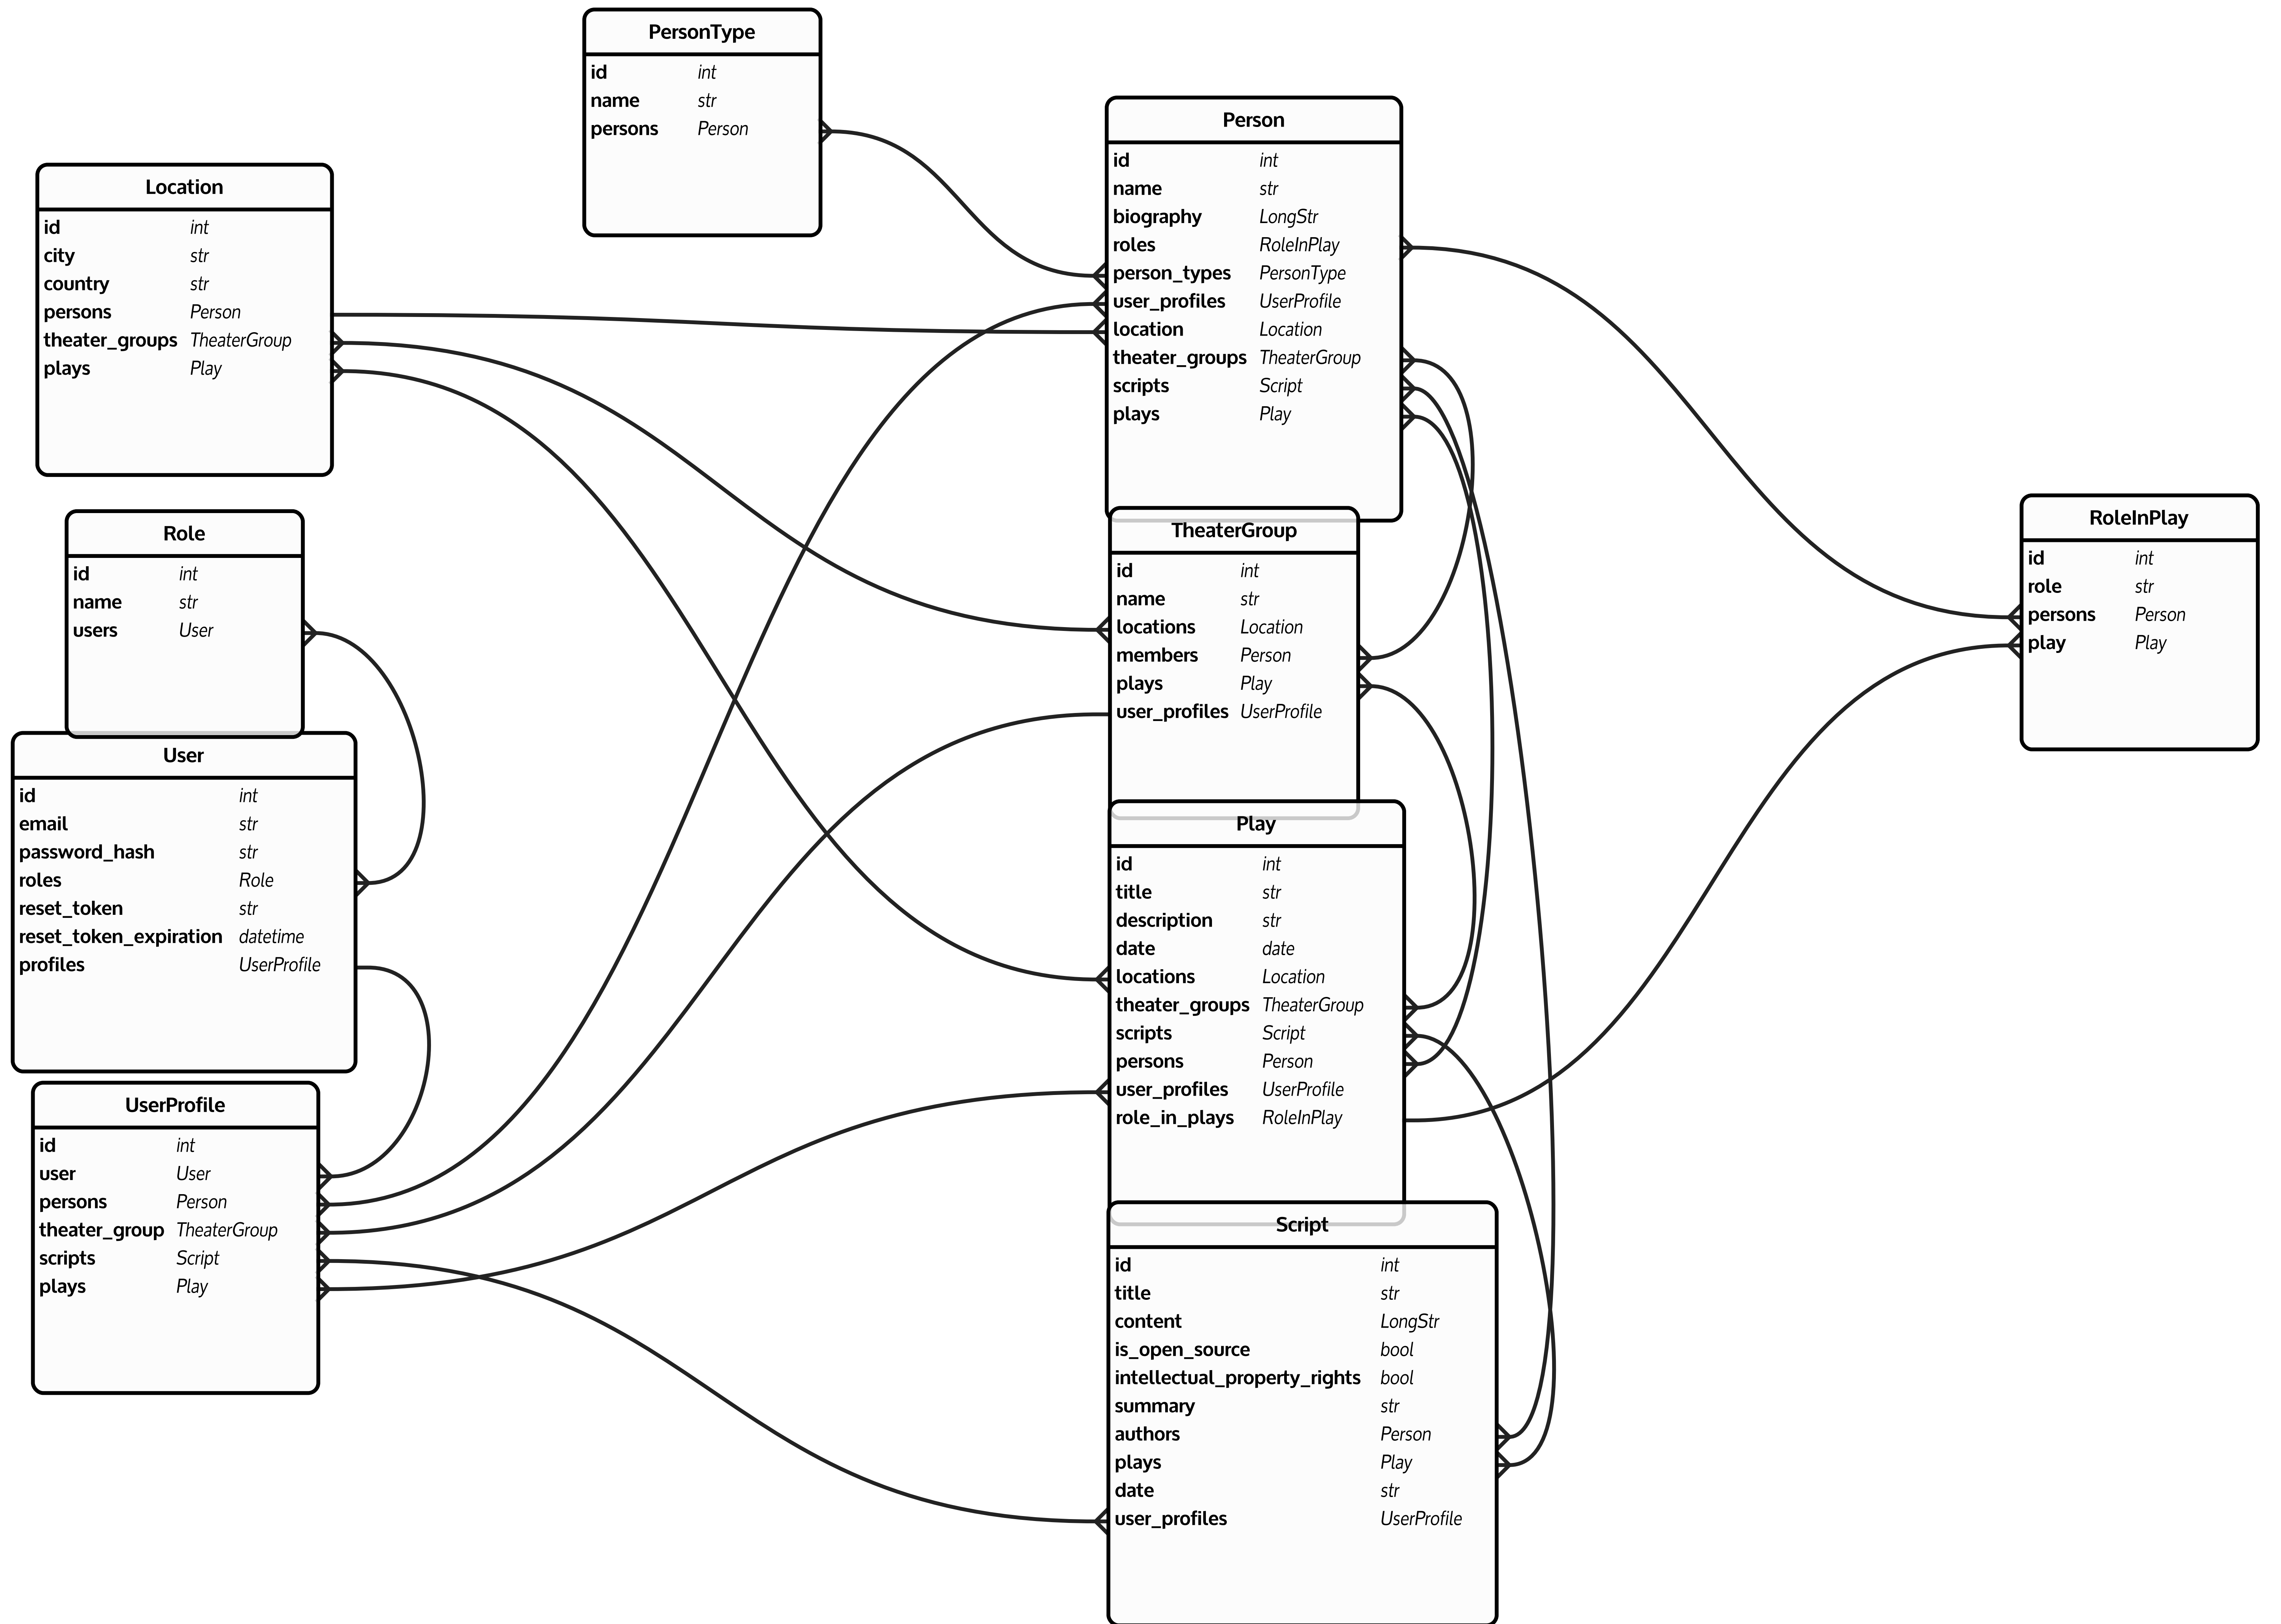 PersonType
id int
name str
persons Person
Person
id int
name str
biography LongStr
roles RoleInPlay
person_types PersonType
user_profiles UserProfile
location Location
theater_groups TheaterGroup
scripts Script
plays Play
Location
id int
city str
country str
persons Person
theater_groups TheaterGroup
plays Play
RoleInPlay
id int
role str
persons Person
play Play
Role
id int
name str
users User
TheaterGroup
id int
name str
locations Location
members Person
plays Play
user_profiles UserProfile
User
id int
email str
password_hash str
roles Role
reset_token str
reset_token_expiration datetime
profiles UserProfile
Play
id int
title str
description str
date date
locations Location
theater_groups TheaterGroup
scripts Script
persons Person
user_profiles UserProfile
role_in_plays RoleInPlay
UserProfile
id int
user User
persons Person
theater_group TheaterGroup
scripts Script
plays Play
Script
id int
title str
content LongStr
is_open_source bool
intellectual_property_rights bool
summary str
authors Person
plays Play
date str
user_profiles UserProfile